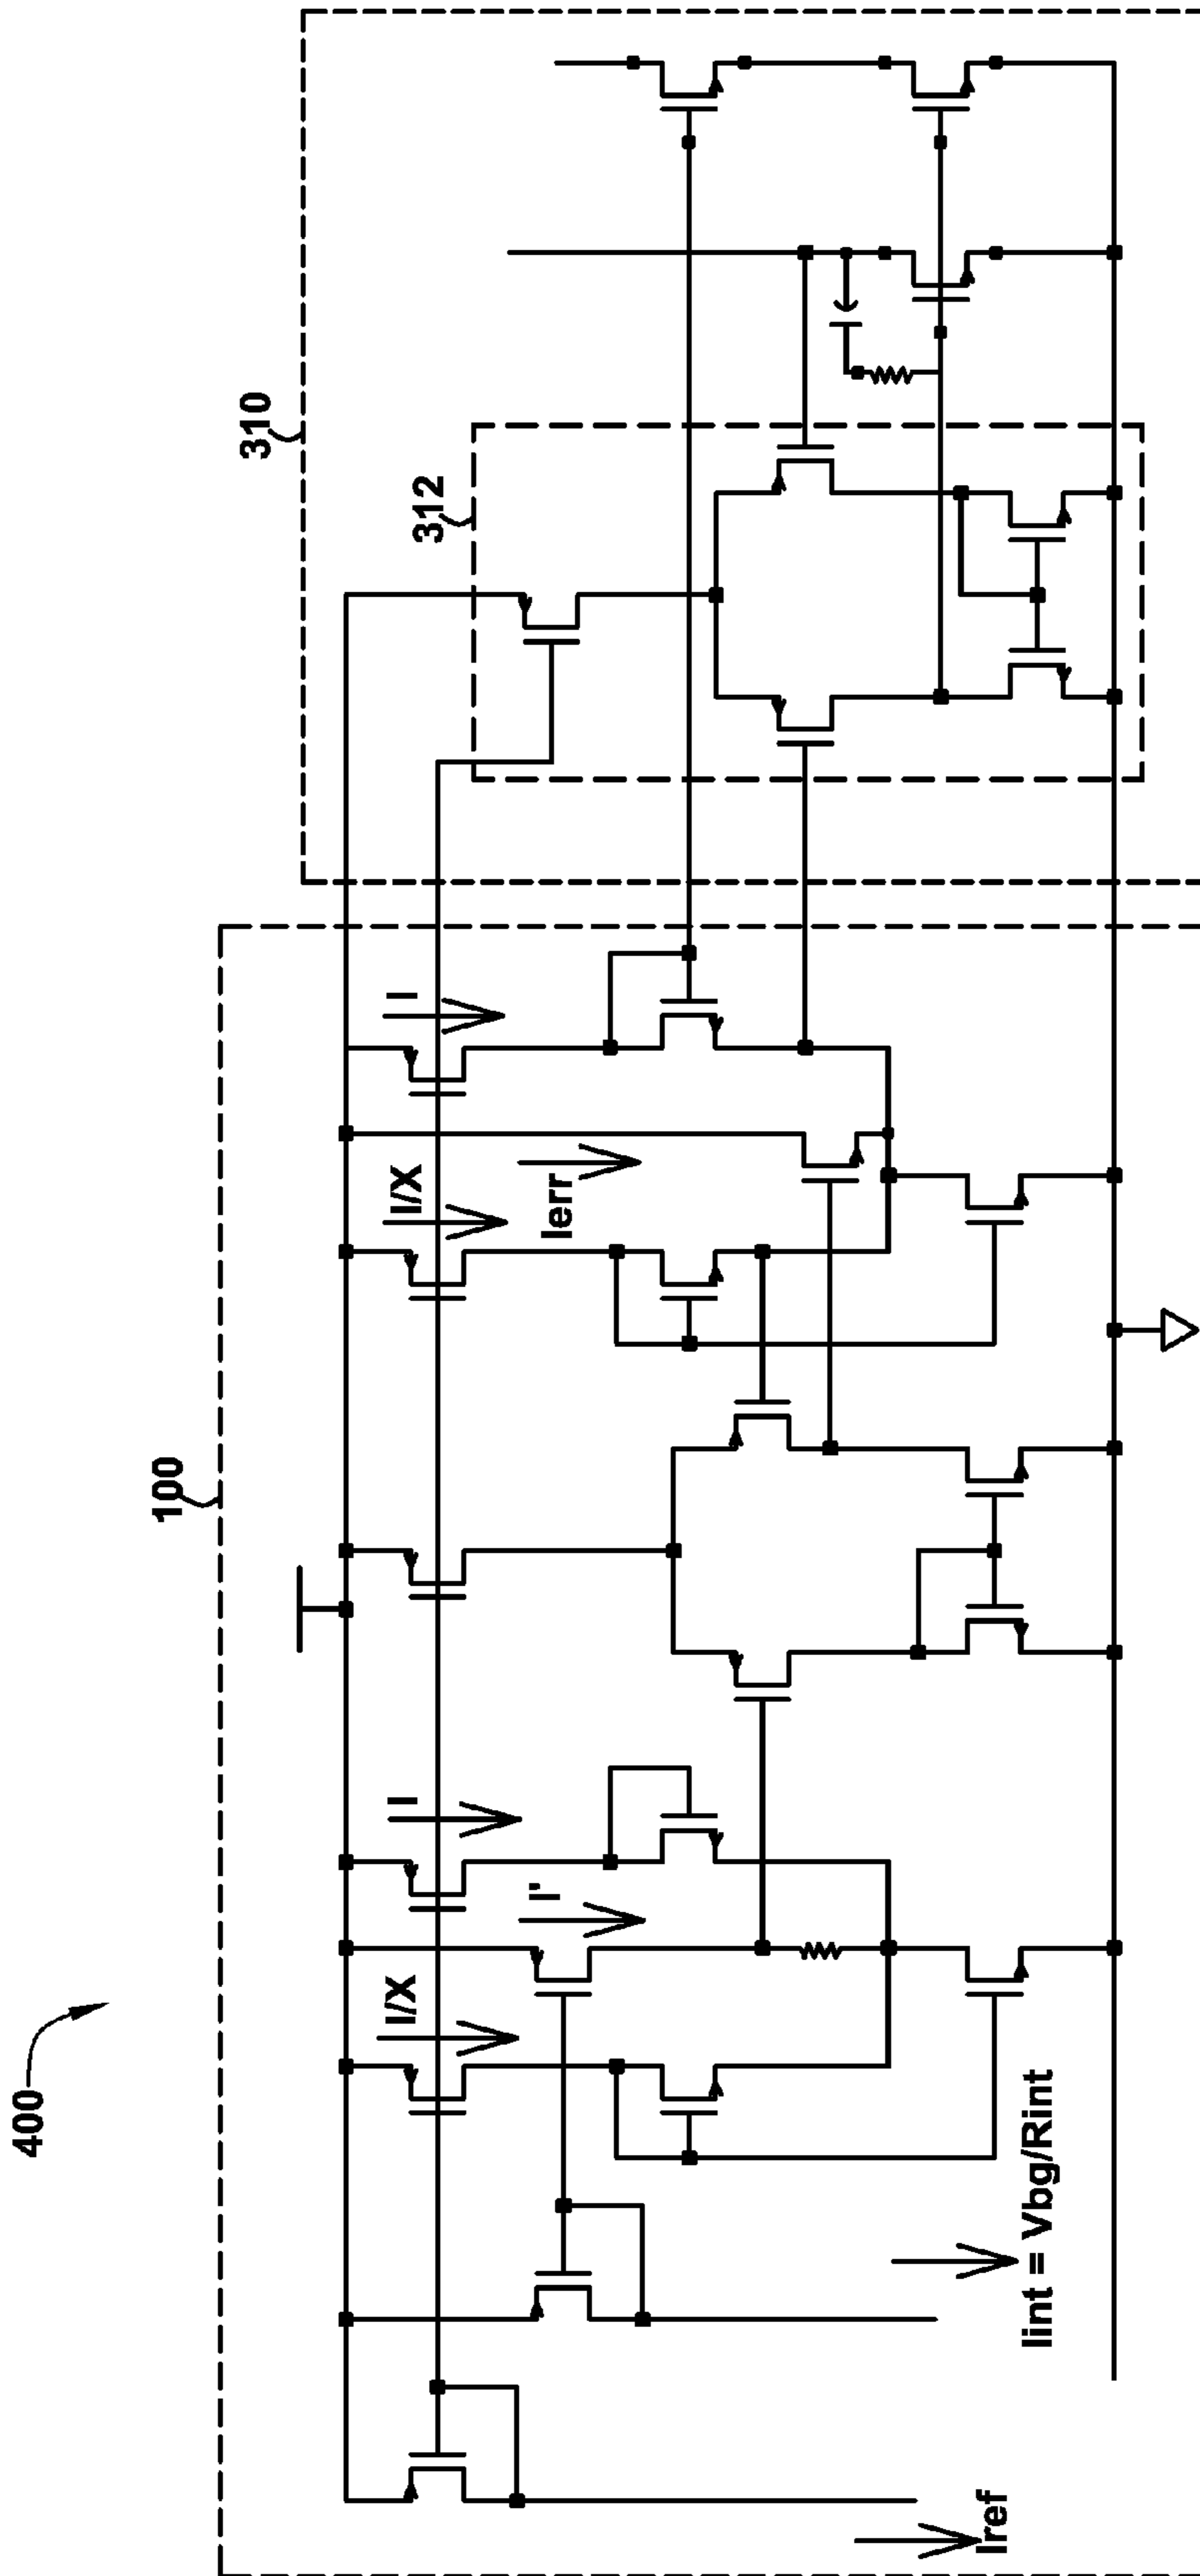 400
100
310
312
Iref
Iint = Vbg/Rint
I/X
I'
I
I/X
Ierr
I